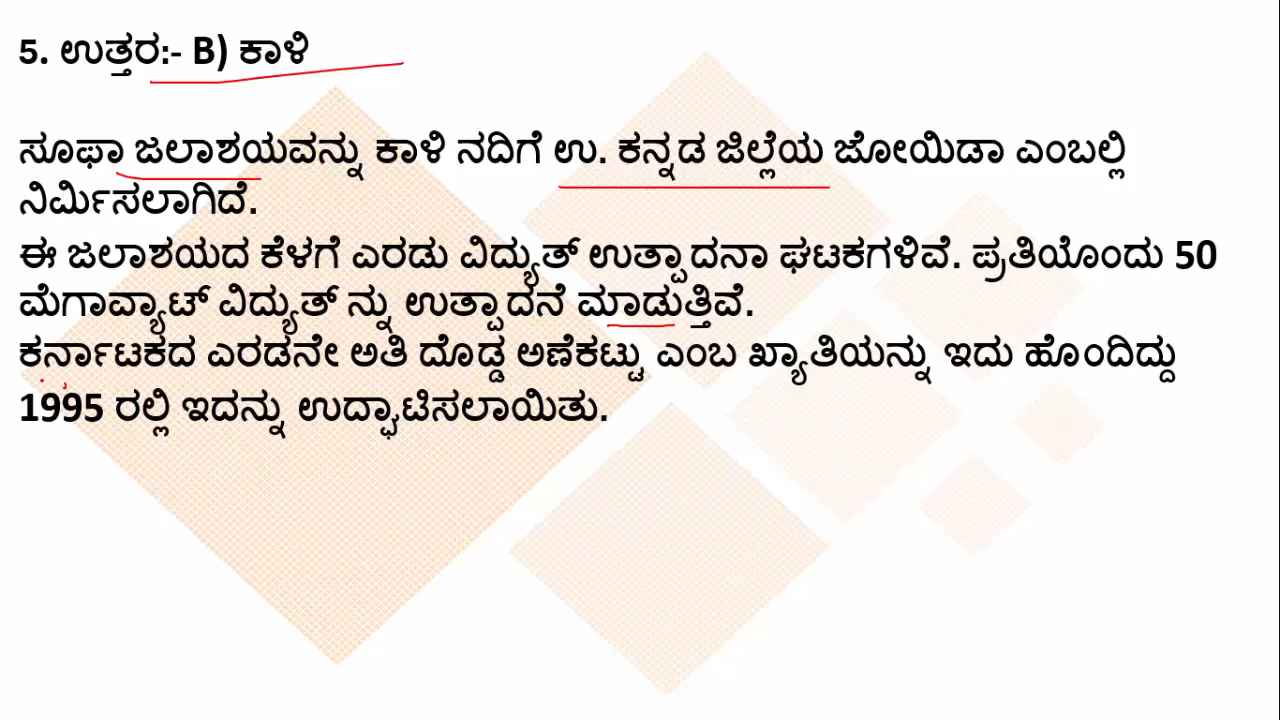 5. ಉತ್ತರ:- B) ಕಾಳಿ
ಸೂಫಾ ಜಲಾಶಯವನ್ನು ಕಾಳಿ ನದಿಗೆ ಉ. ಕನ್ನಡ ಜಿಲ್ಲೆಯ ಜೋಯಿಡಾ ಎಂಬಲ್ಲಿ
ನಿರ್ಮಿಸಲಾಗಿದೆ.
ಈ ಜಲಾಶಯದ ಕೆಳಗೆ ಎರಡು ವಿದ್ಯುತ್ ಉತ್ಪಾದನಾ ಘಟಕಗಳಿವೆ. ಪ್ರತಿಯೊಂದು 50
ಮೆಗಾವ್ಯಾಟ್ ವಿದ್ಯುತ್ ನ್ನು ಉತ್ಪಾದನೆ ಮಾಡುತ್ತಿವೆ.
ಕರ್ನಾಟಕದ ಎರಡನೇ ಅತಿ ದೊಡ್ಡ ಅಣೆಕಟ್ಟು ಎಂಬ ಖ್ಯಾತಿಯನ್ನು ಇದು ಹೊಂದಿದ್ದು
1995 ರಲ್ಲಿ ಇದನ್ನು ಉದ್ಘಾಟಿಸಲಾಯಿತು.